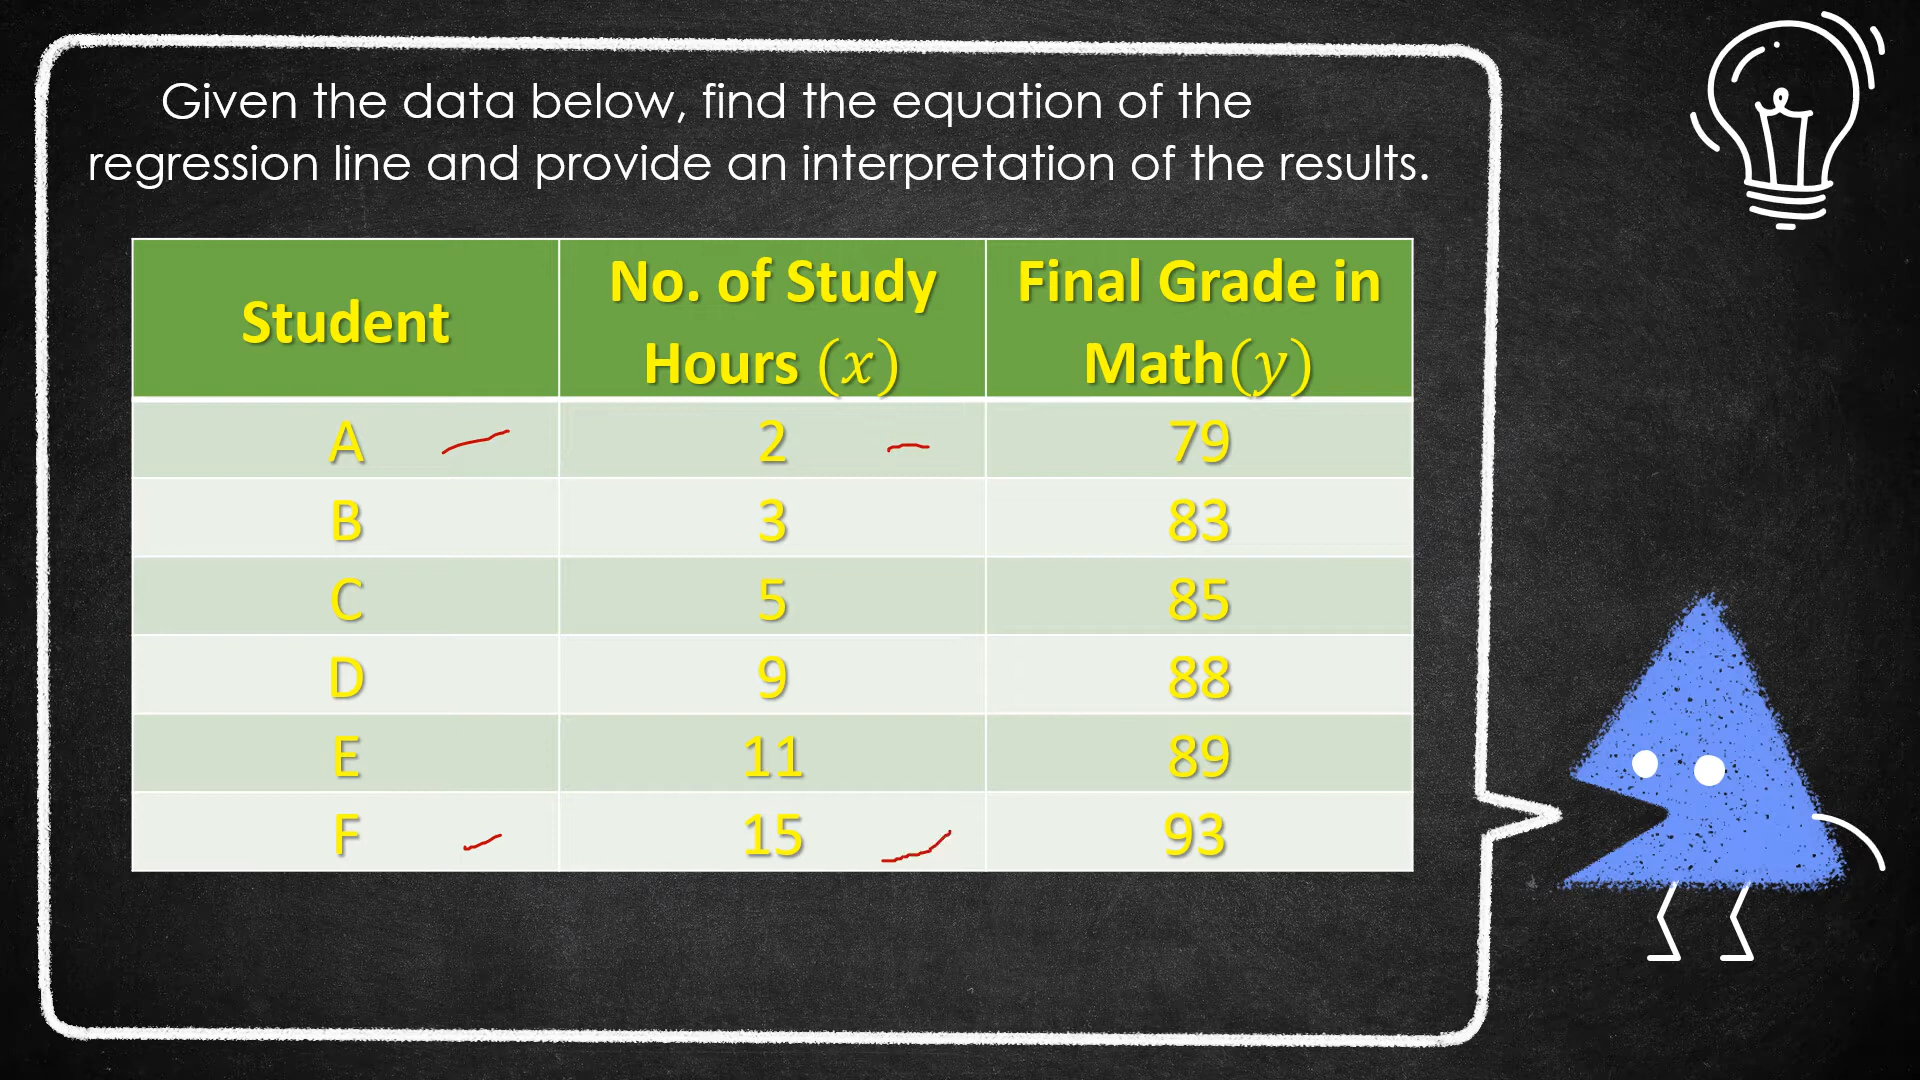 Given the data below, find the equation of the
regression line and provide an interpretation of the results.
Student
No. of Study
Hours (x)
Final Grade in
Math(y)
A 2 79
B 3 83
C 5 85
D 9 88
E 11 89
F 15 93